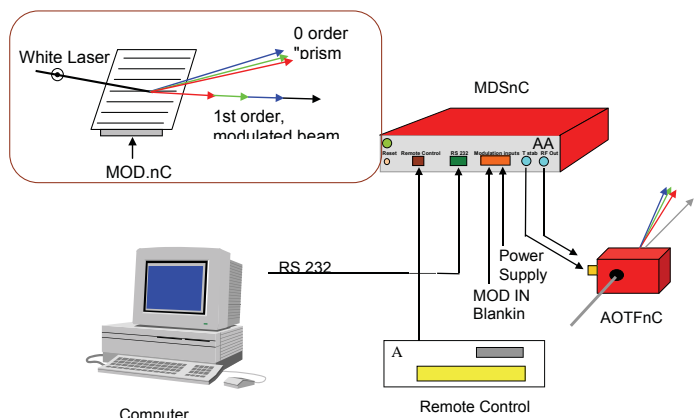 0 order
"prism
White Laser
1st order,
modulated beam
MOD.nC
MDSnC
AA
Reset Remote Control RS 232 Modulation inputs T stab RF Out
RS 232
Power
Supply
MOD IN
Blankin
AOTFnC
A
Remote Control
Computer